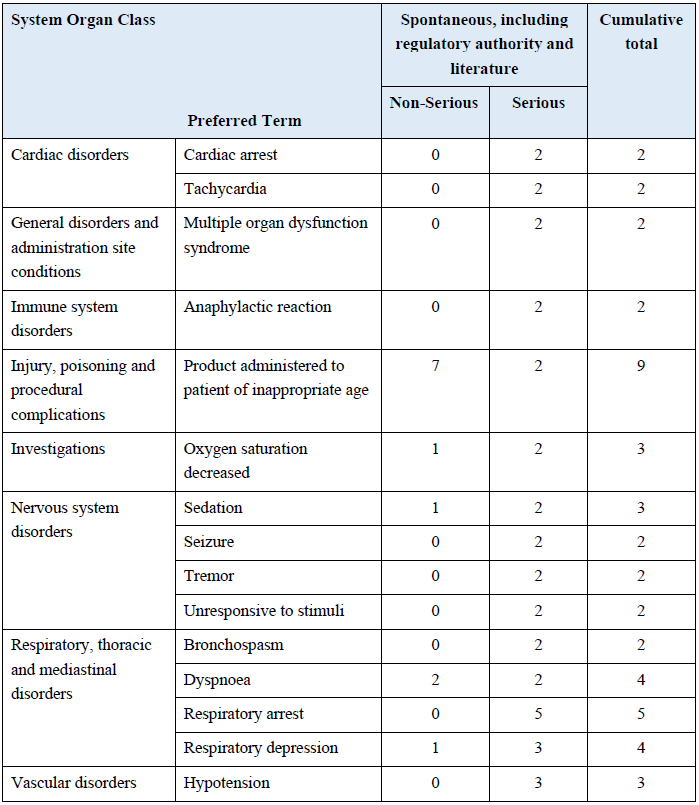 System Organ Class
Preferred Term
Spontaneous, including
regulatory authority and
literature
Cumulative
total
Non-Serious
Serious
Cardiac disorders
Cardiac arrest
0
2
2
Tachycardia
0
2
2
General disorders and
administration site
conditions
Multiple organ dysfunction
syndrome
0
2
2
Immune system
disorders
Anaphylactic reaction
0
2
2
Injury, poisoning and
procedural
complications
Product administered to
patient of inappropriate age
7
2
9
Investigations
Oxygen saturation
decreased
1
2
3
Nervous system
disorders
Sedation
1
2
3
Seizure
0
2
2
Tremor
0
2
2
Unresponsive to stimuli
0
2
2
Respiratory, thoracic
and mediastinal
disorders
Bronchospasm
0
2
2
Dyspnoea
2
2
4
Respiratory arrest
0
5
5
Respiratory depression
1
3
4
Vascular disorders
Hypotension
0
3
3